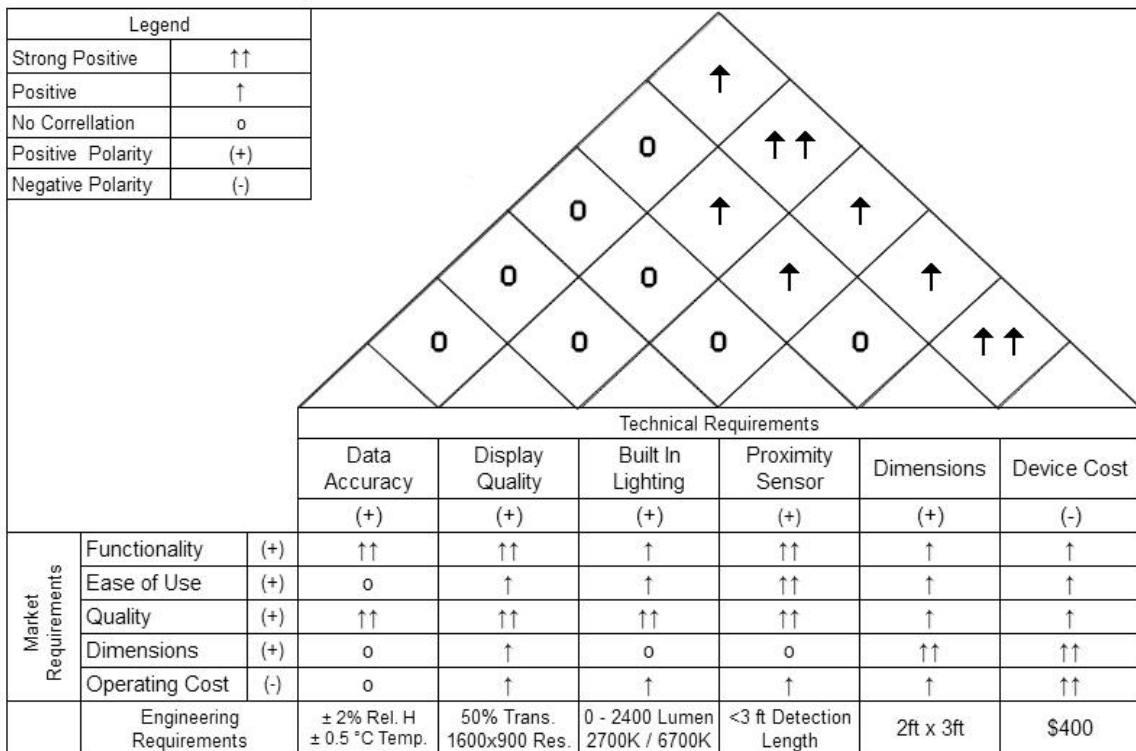 Legend
Strong Positive ↑↑
Positive ↑
No Correllation o
Positive Polarity (+)
Negative Polarity (-)
↑
0 ↑↑
0 ↑ ↑
0 0 ↑ ↑
0 0 0 0 ↑↑
Technical Requirements
Data Accuracy Display Quality Built In Lighting Proximity Sensor Dimensions Device Cost
(+) (+) (+) (+) (+) (-)
Market Requirements
Functionality (+) ↑↑ ↑↑ ↑ ↑↑ ↑ ↑
Ease of Use (+) o ↑ ↑ ↑↑ ↑ ↑
Quality (+) ↑↑ ↑↑ ↑↑ ↑↑ ↑ ↑
Dimensions (+) o ↑ o o ↑↑ ↑↑
Operating Cost (-) o ↑ ↑ ↑ ↑ ↑↑
Engineering Requirements ± 2% Rel. H ± 0.5 °C Temp. 50% Trans. 1600x900 Res. 0 - 2400 Lumen 2700K / 6700K <3 ft Detection Length 2ft x 3ft $400